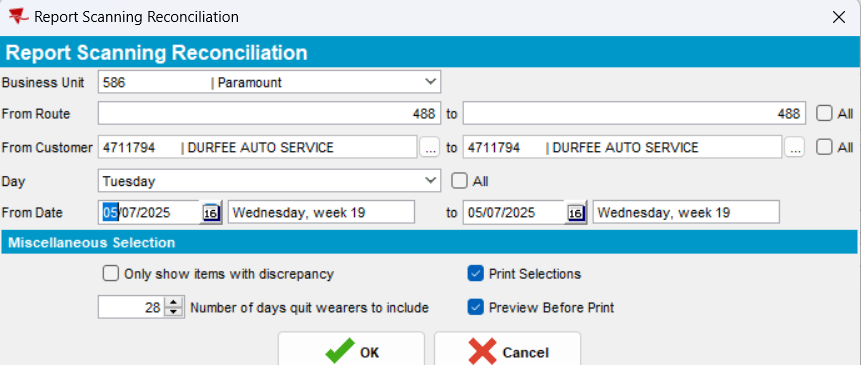 Report Scanning Reconciliation
Report Scanning Reconciliation
Business Unit 586 | Paramount
From Route 488 to 488 All
From Customer 4711794 | DURFEE AUTO SERVICE ... to 4711794 | DURFEE AUTO SERVICE ... All
Day Tuesday All
From Date 05/07/2025 16 Wednesday, week 19 to 05/07/2025 16 Wednesday, week 19
Miscellaneous Selection
Only show items with discrepancy Print Selections
28 Number of days quit wearers to include Preview Before Print
OK Cancel